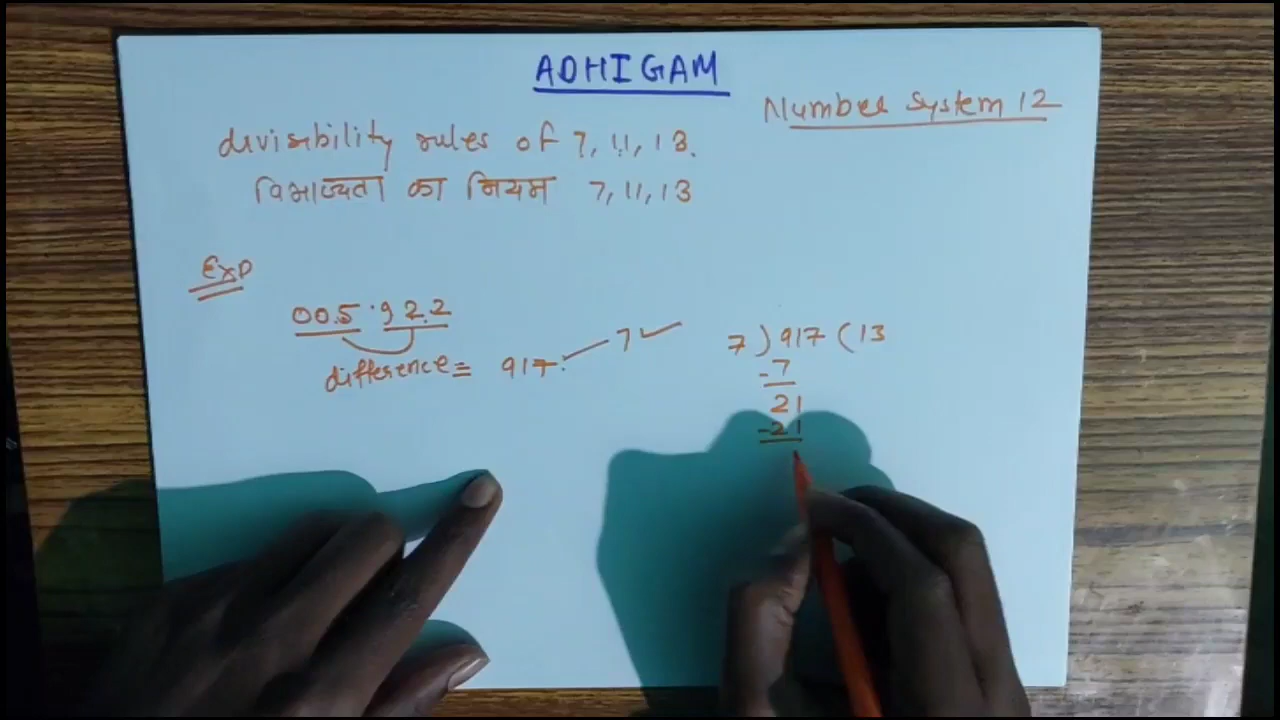 ADHIGAM
Number System 12
divisibility rules of 7, 11, 13.
विभाज्यता का नियम 7, 11, 13
Exp
005,922
difference = 917. 7 ✓
7 ) 917 ( 13
-7
21
-21